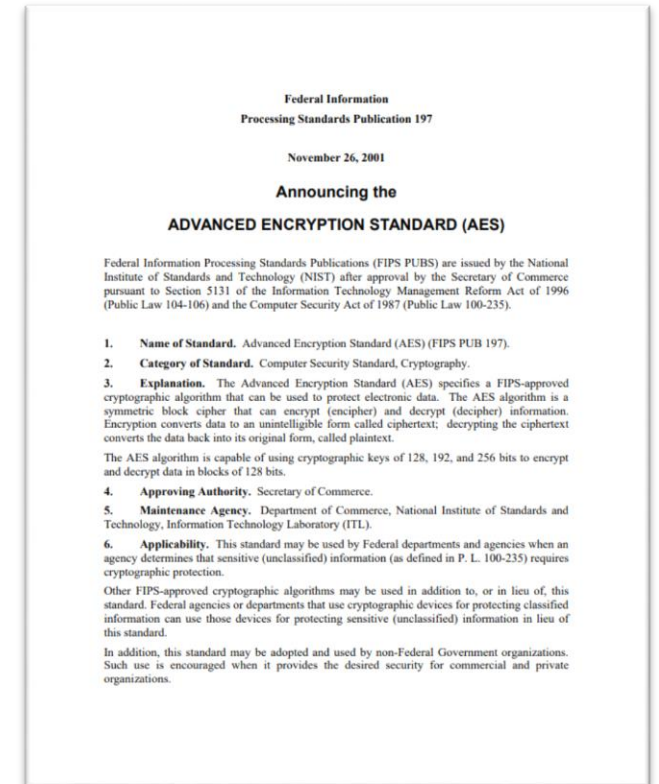 Federal Information
Processing Standards Publication 197
November 26, 2001
Announcing the
ADVANCED ENCRYPTION STANDARD (AES)
Federal Information Processing Standards Publications (FIPS PUBS) are issued by the National
Institute of Standards and Technology (NIST) after approval by the Secretary of Commerce
pursuant to Section 5131 of the Information Technology Management Reform Act of 1996
(Public Law 104-106) and the Computer Security Act of 1987 (Public Law 100-235).
1. Name of Standard. Advanced Encryption Standard (AES) (FIPS PUB 197).
2. Category of Standard. Computer Security Standard, Cryptography.
3. Explanation. The Advanced Encryption Standard (AES) specifies a FIPS-approved
cryptographic algorithm that can be used to protect electronic data. The AES algorithm is a
symmetric block cipher that can encrypt (encipher) and decrypt (decipher) information.
Encryption converts data to an unintelligible form called ciphertext; decrypting the ciphertext
converts the data back into its original form, called plaintext.
The AES algorithm is capable of using cryptographic keys of 128, 192, and 256 bits to encrypt
and decrypt data in blocks of 128 bits.
4. Approving Authority. Secretary of Commerce.
5. Maintenance Agency. Department of Commerce, National Institute of Standards and
Technology, Information Technology Laboratory (ITL).
6. Applicability. This standard may be used by Federal departments and agencies when an
agency determines that sensitive (unclassified) information (as defined in P. L. 100-235) requires
cryptographic protection.
Other FIPS-approved cryptographic algorithms may be used in addition to, or in lieu of, this
standard. Federal agencies or departments that use cryptographic devices for protecting classified
information can use those devices for protecting sensitive (unclassified) information in lieu of
this standard.
In addition, this standard may be adopted and used by non-Federal Government organizations.
Such use is encouraged when it provides the desired security for commercial and private
organizations.